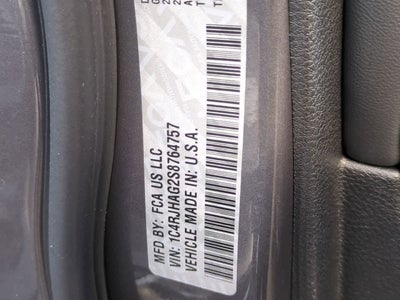 MFD BY: FCA US LLC
VIN: 1C4RJHAG2S8764757
VEHICLE MADE IN: U.S.A.